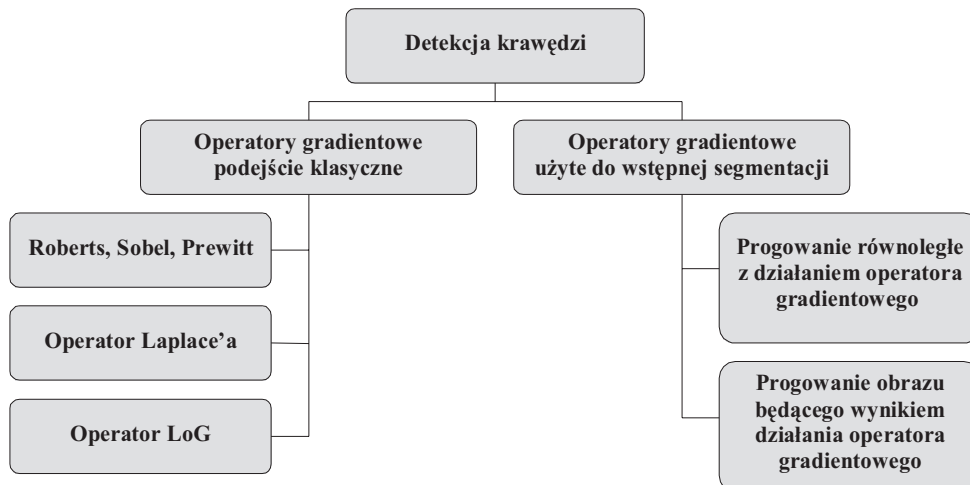 Detekcja krawędzi
Operatory gradientowe
podejście klasyczne
Operatory gradientowe
użyte do wstępnej segmentacji
Roberts, Sobel, Prewitt
Operator Laplace’a
Operator LoG
Progowanie równoległe
z działaniem operatora
gradientowego
Progowanie obrazu
będącego wynikiem
działania operatora
gradientowego